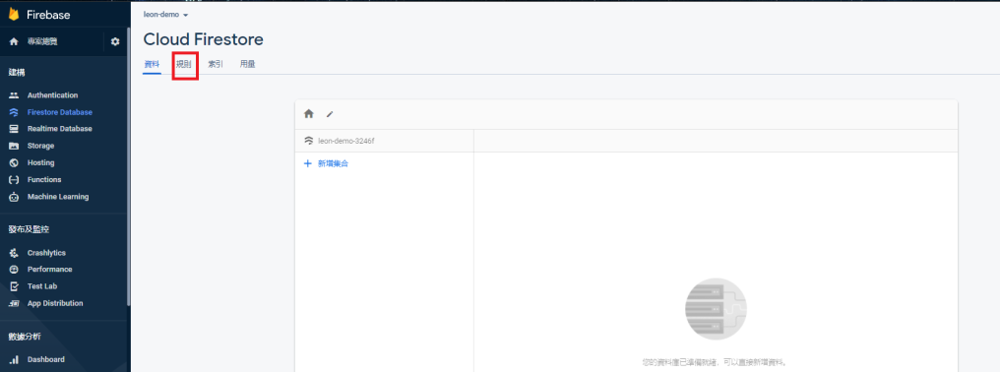 Firebase
leon-demo
專案總覽
Cloud Firestore
資料 規則 索引 用量
建構
Authentication
Firestore Database
Realtime Database
Storage
Hosting
Functions
Machine Learning
leon-demo-3246f
新增集合
發布及監控
Crashlytics
Performance
Test Lab
App Distribution
數據分析
Dashboard
您的資料庫已準備就緒，可以直接新增資料。